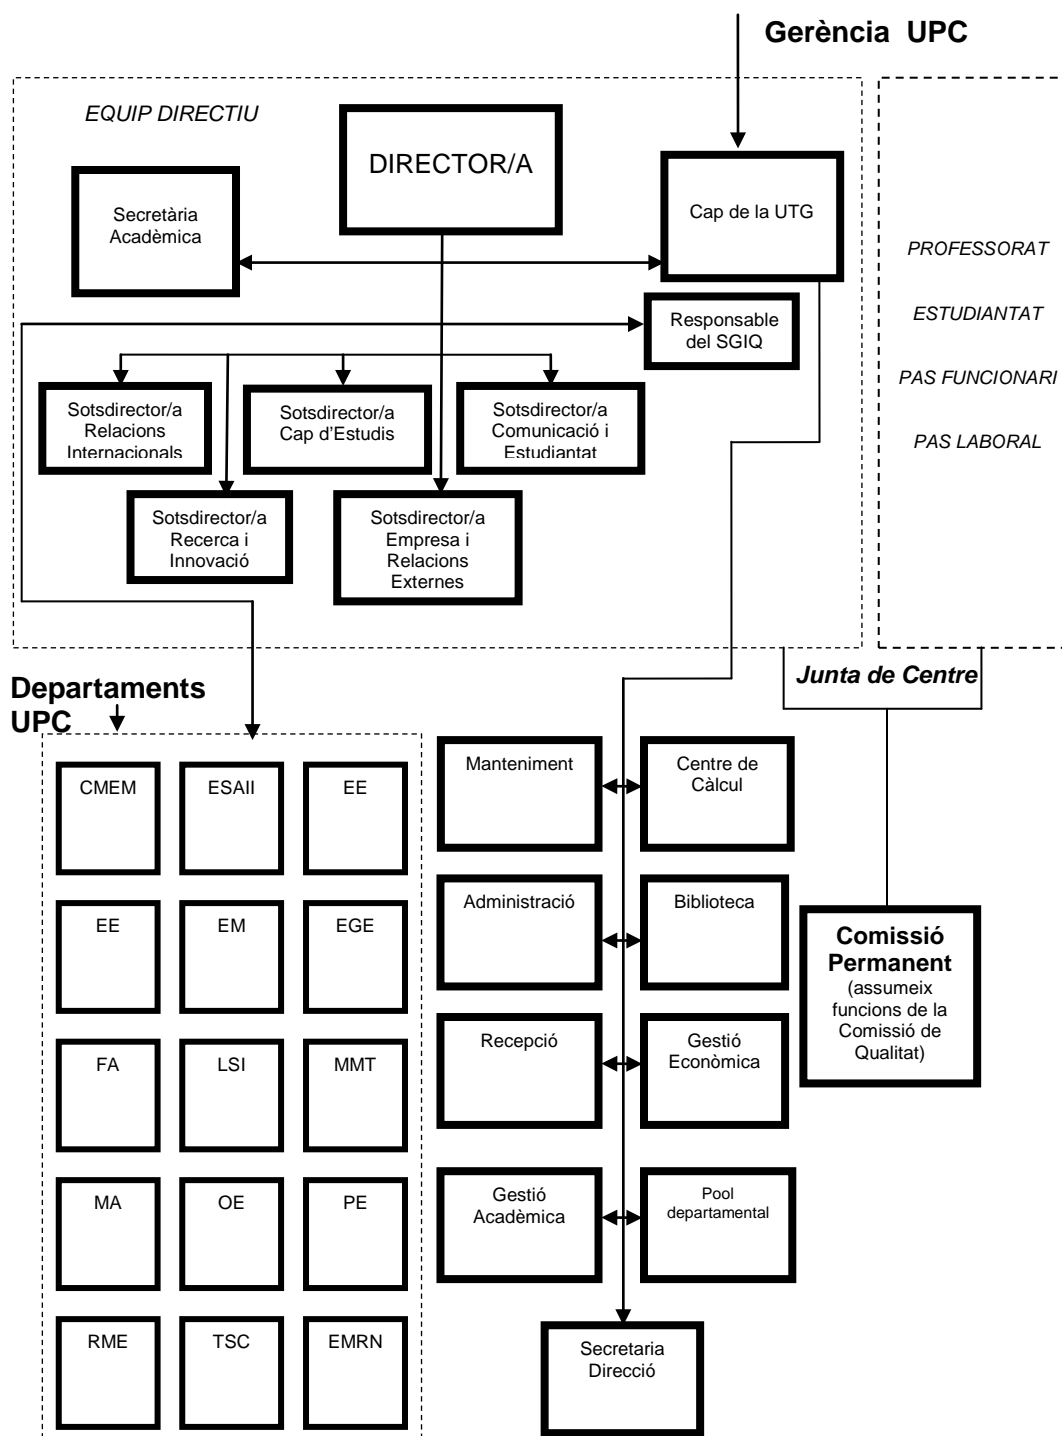 Gerència UPC
EQUIP DIRECTIU
DIRECTOR/A
Secretària
Acadèmica
Cap de la UTG
PROFESSORAT
ESTUDIANTAT
PAS FUNCIONARI
PAS LABORAL
Responsable
del SGIQ
Sotsdirector/a
Relacions
Internacionals
Sotsdirector/a
Cap d'Estudis
Sotsdirector/a
Comunicació i
Estudiantat
Sotsdirector/a
Recerca i
Innovació
Sotsdirector/a
Empresa i
Relacions
Externes
Junta de Centre
Departaments
UPC
CMEM
ESAII
EE
EE
EM
EGE
FA
LSI
MMT
MA
OE
PE
RME
TSC
EMRN
Manteniment
Centre de
Càlcul
Administració
Biblioteca
Recepció
Gestió
Econòmica
Gestió
Acadèmica
Pool
departamental
Secretaria
Direcció
Comissió
Permanent
(assumeix
funcions de la
Comissió de
Qualitat)